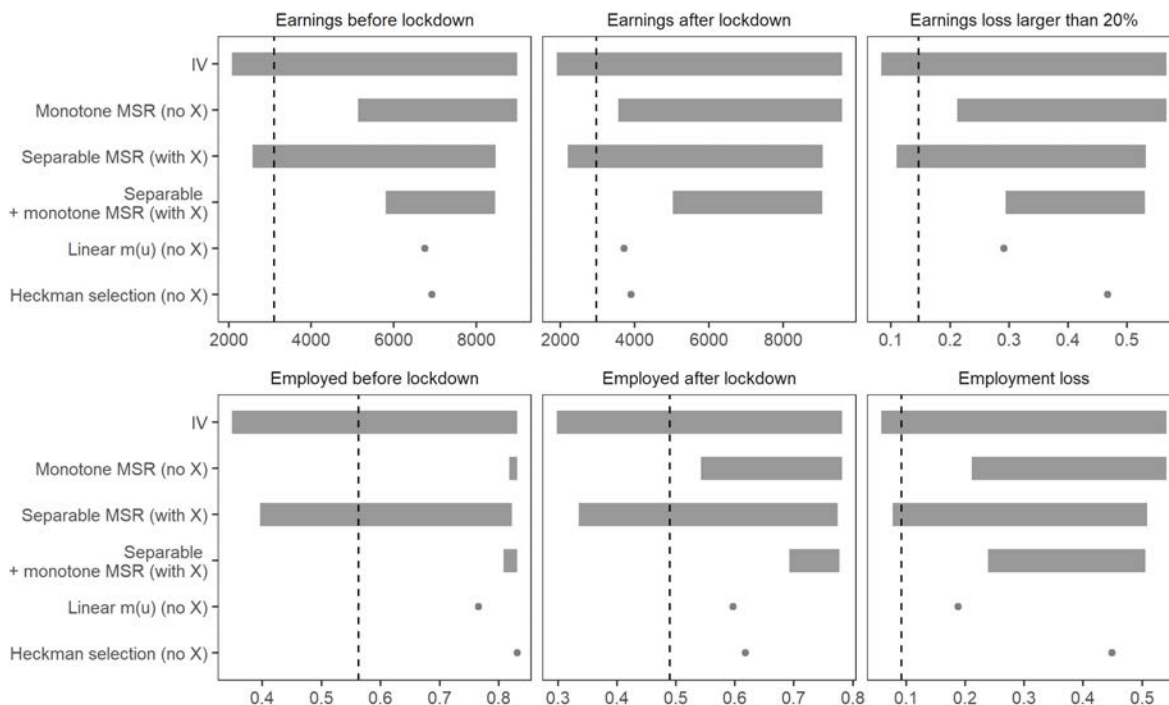 Earnings before lockdown
Earnings after lockdown
Earnings loss larger than 20%
IV
Monotone MSR (no X)
Separable MSR (with X)
Separable
+ monotone MSR (with X)
Linear m(u) (no X)
Heckman selection (no X)
2000 4000 6000 8000
2000 4000 6000 8000
0.1 0.2 0.3 0.4 0.5
Employed before lockdown
Employed after lockdown
Employment loss
IV
Monotone MSR (no X)
Separable MSR (with X)
Separable
+ monotone MSR (with X)
Linear m(u) (no X)
Heckman selection (no X)
0.4 0.5 0.6 0.7 0.8
0.3 0.4 0.5 0.6 0.7 0.8
0.1 0.2 0.3 0.4 0.5